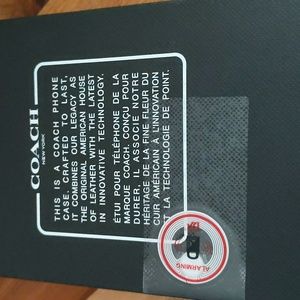 COACH
NEW YORK
THIS IS A COACH PHONE
CASE. CRAFTED TO LAST,
IT COMBINES OUR LEGACY AS
THE ORIGINAL AMERICAN HOUSE
OF LEATHER WITH THE LATEST
IN INNOVATIVE TECHNOLOGY.
ÉTUI POUR TÉLÉPHONE DE LA
MARQUE COACH. CONÇU POUR
DURER, IL ASSOCIE NOTRE
HÉRITAGE DE LA FINE FLEUR DU
CUIR AMÉRICAIN À L'INNOVATION
ET LA TECHNOLOGIE DE POINT.
ALARMING